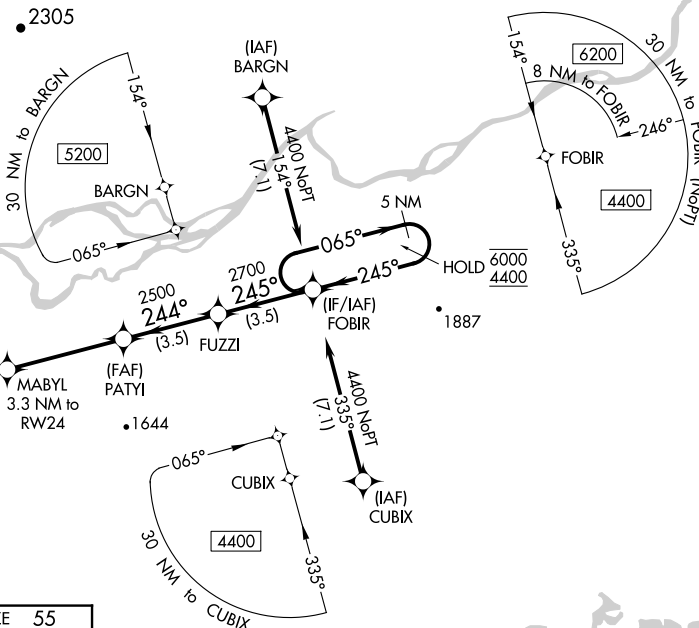 2305
(IAF)
BARGN
30 NM to BARGN
154°
5200
BARGN
065°
4400 NoPT
154°
(7.1)
154°
6200
30 NM to FOBIR (NoPT)
8 NM to FOBIR
246°
FOBIR
4400
335°
5 NM
065°
245°
HOLD 6000
4400
(IF/IAF)
FOBIR
1887
2700
245°
(3.5)
FUZZI
2500
244°
(3.5)
(FAF)
PATYI
MABYL
3.3 NM to
RW24
1644
4400 NoPT
335°
(7.1)
(IAF)
CUBIX
065°
CUBIX
4400
335°
30 NM to CUBIX
55